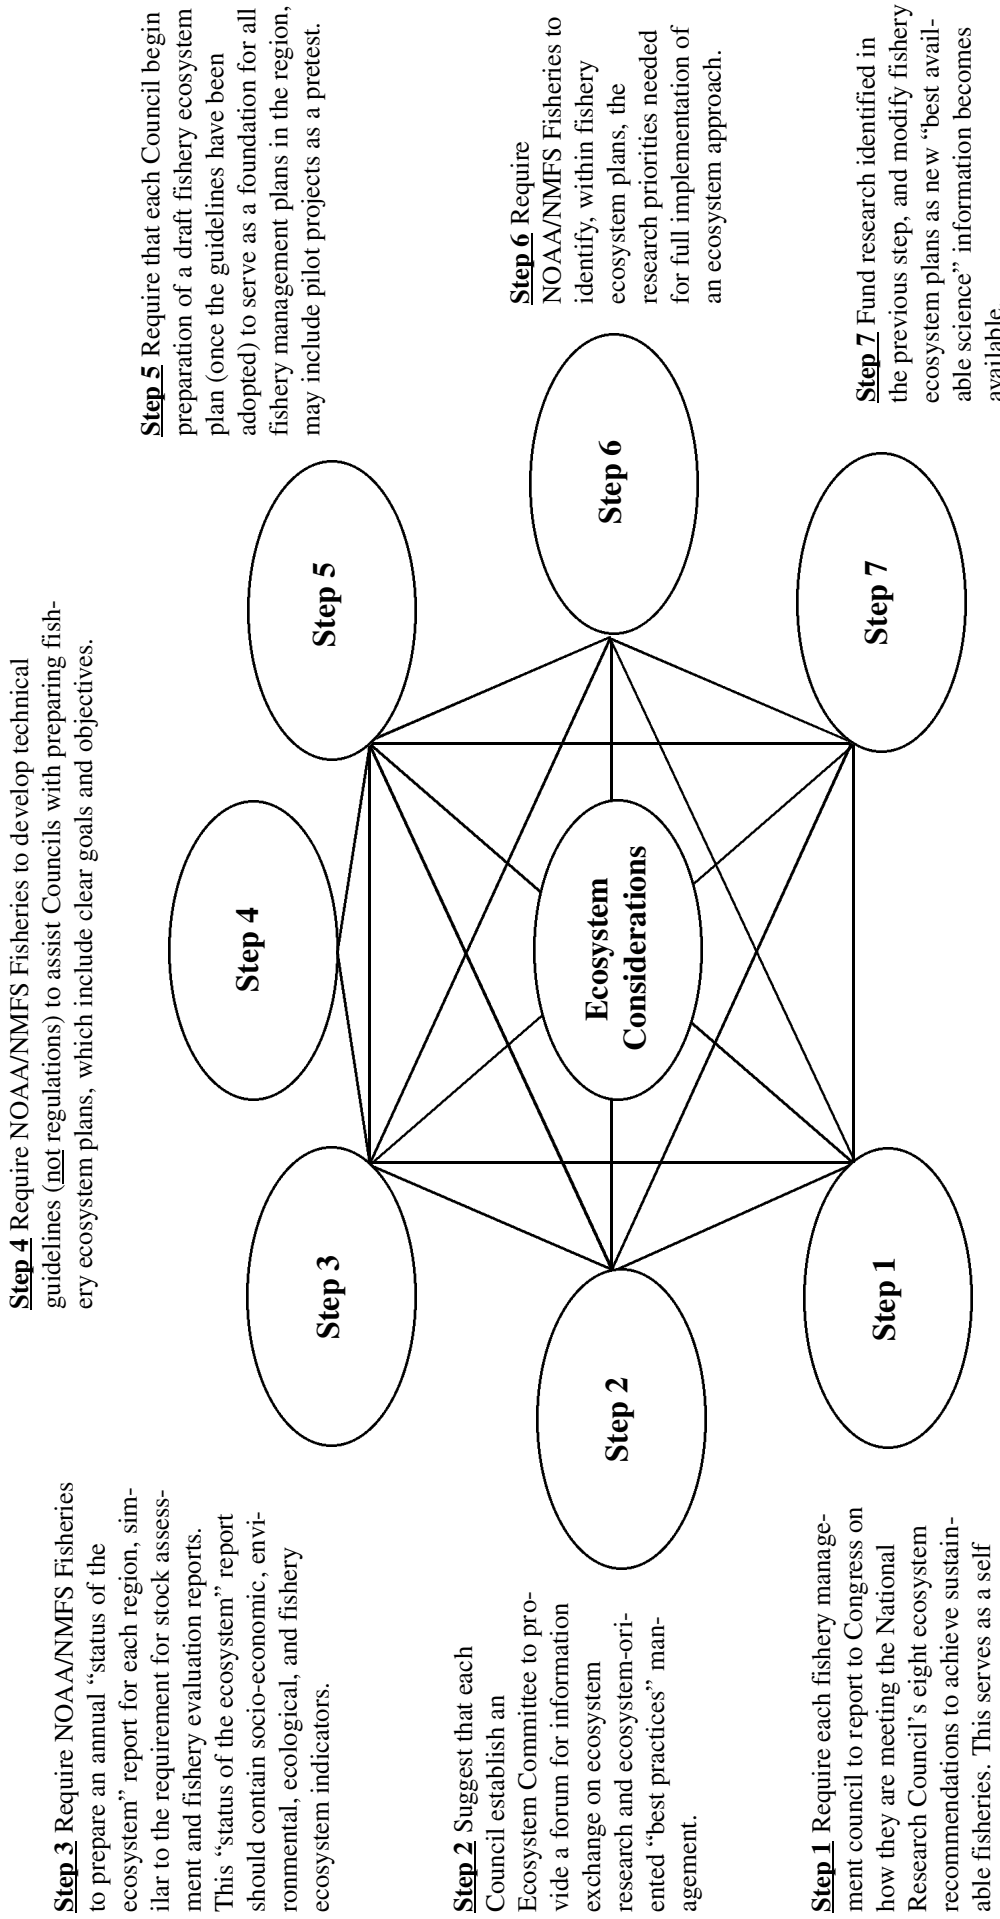 Step 4 Require NOAA/NMFS Fisheries to develop technical
guidelines (not regulations) to assist Councils with preparing fish-
ery ecosystem plans, which include clear goals and objectives.
Step 3 Require NOAA/NMFS Fisheries
to prepare an annual “status of the
ecosystem” report for each region, sim-
ilar to the requirement for stock assess-
ment and fishery evaluation reports.
This “status of the ecosystem” report
should contain socio-economic, envi-
ronmental, ecological, and fishery
ecosystem indicators.
Step 5 Require that each Council begin
preparation of a draft fishery ecosystem
plan (once the guidelines have been
adopted) to serve as a foundation for all
fishery management plans in the region,
may include pilot projects as a pretest.
Step 4
Step 3
Step 5
Step 2 Suggest that each
Council establish an
Ecosystem Committee to pro-
vide a forum for information
exchange on ecosystem
research and ecosystem-ori-
ented “best practices” man-
agement.
Step 2
Ecosystem
Considerations
Step 6
Step 6 Require
NOAA/NMFS Fisheries to
identify, within fishery
ecosystem plans, the
research priorities needed
for full implementation of
an ecosystem approach.
Step 1 Require each fishery manage-
ment council to report to Congress on
how they are meeting the National
Research Council’s eight ecosystem
recommendations to achieve sustain-
able fisheries. This serves as a self
Step 1
Step 7
Step 7 Fund research identified in
the previous step, and modify fishery
ecosystem plans as new “best avail-
able science” information becomes
available.